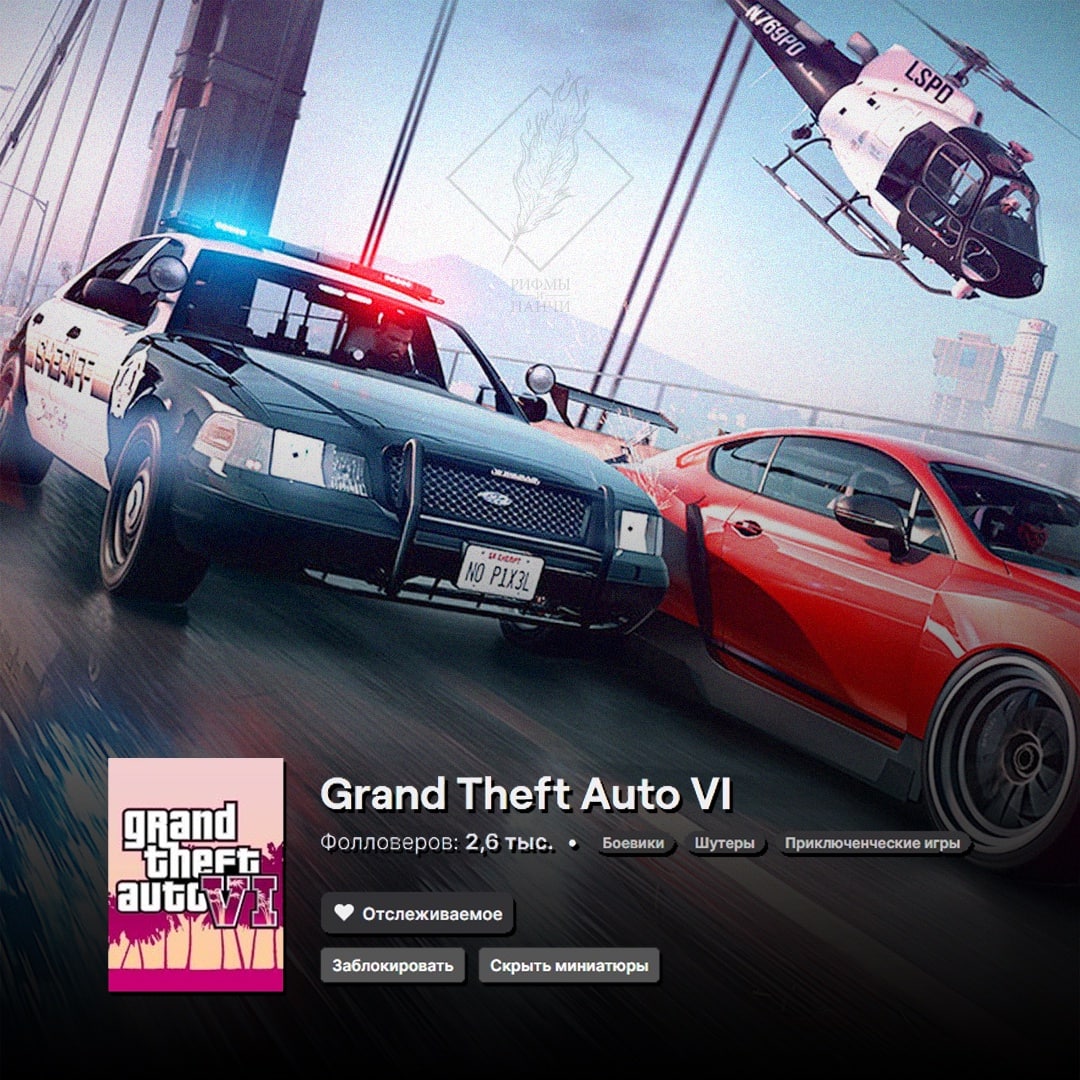 N769PD
LSPD
РИФМЫ
И
ПАНЧИ
SHERIFF
NO P1X3L
grand
theft
auto VI
Grand Theft Auto VI
Фолловеров: 2,6 тыс. • Боевики Шутеры Приключенческие игры
Отслеживаемое
Заблокировать Скрыть миниатюры